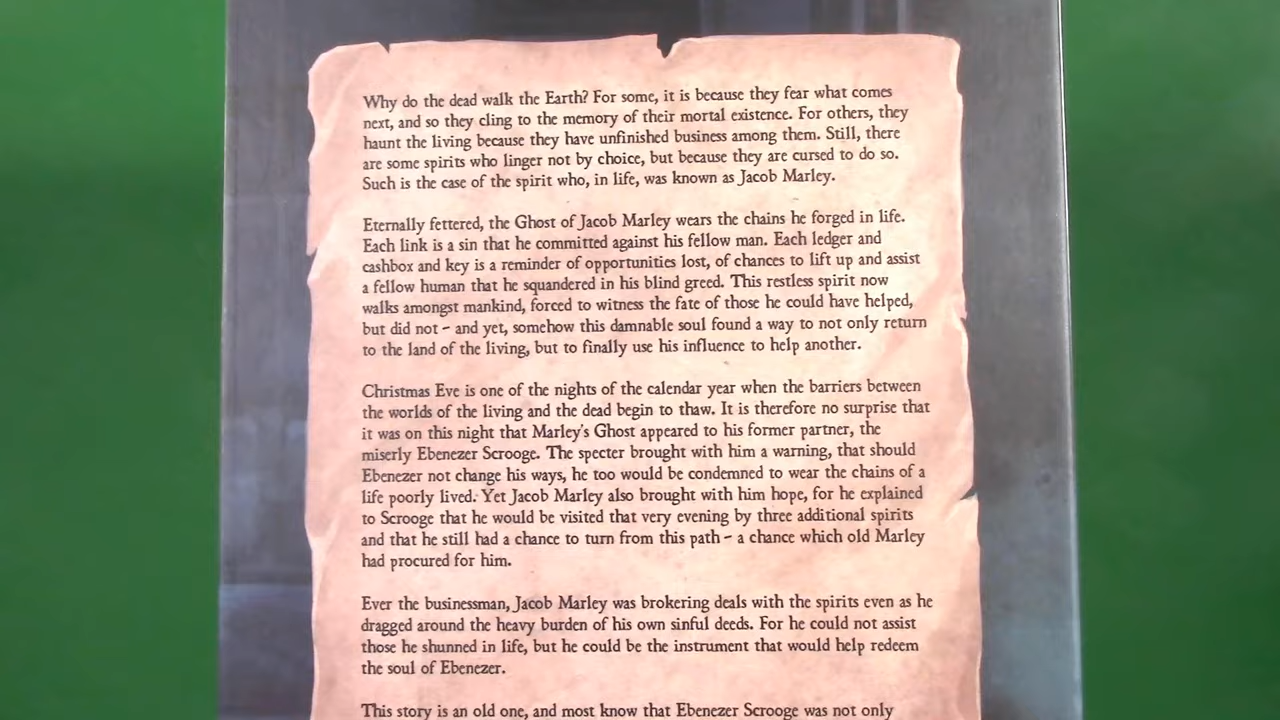 Why do the dead walk the Earth? For some, it is because they fear what comes
next, and so they cling to the memory of their mortal existence. For others, they
haunt the living because they have unfinished business among them. Still, there
are some spirits who linger not by choice, but because they are cursed to do so.
Such is the case of the spirit who, in life, was known as Jacob Marley.
Eternally fettered, the Ghost of Jacob Marley wears the chains he forged in life.
Each link is a sin that he committed against his fellow man. Each ledger and
cashbox and key is a reminder of opportunities lost, of chances to lift up and assist
a fellow human that he squandered in his blind greed. This restless spirit now
walks amongst mankind, forced to witness the fate of those he could have helped,
but did not – and yet, somehow this damnable soul found a way to not only return
to the land of the living, but to finally use his influence to help another.
Christmas Eve is one of the nights of the calendar year when the barriers between
the worlds of the living and the dead begin to thaw. It is therefore no surprise that
it was on this night that Marley's Ghost appeared to his former partner, the
miserly Ebenezer Scrooge. The specter brought with him a warning, that should
Ebenezer not change his ways, he too would be condemned to wear the chains of a
life poorly lived. Yet Jacob Marley also brought with him hope, for he explained
to Scrooge that he would be visited that very evening by three additional spirits
and that he still had a chance to turn from this path – a chance which old Marley
had procured for him.
Ever the businessman, Jacob Marley was brokering deals with the spirits even as he
dragged around the heavy burden of his own sinful deeds. For he could not assist
those he shunned in life, but he could be the instrument that would help redeem
the soul of Ebenezer.
This story is an old one, and most know that Ebenezer Scrooge was not only